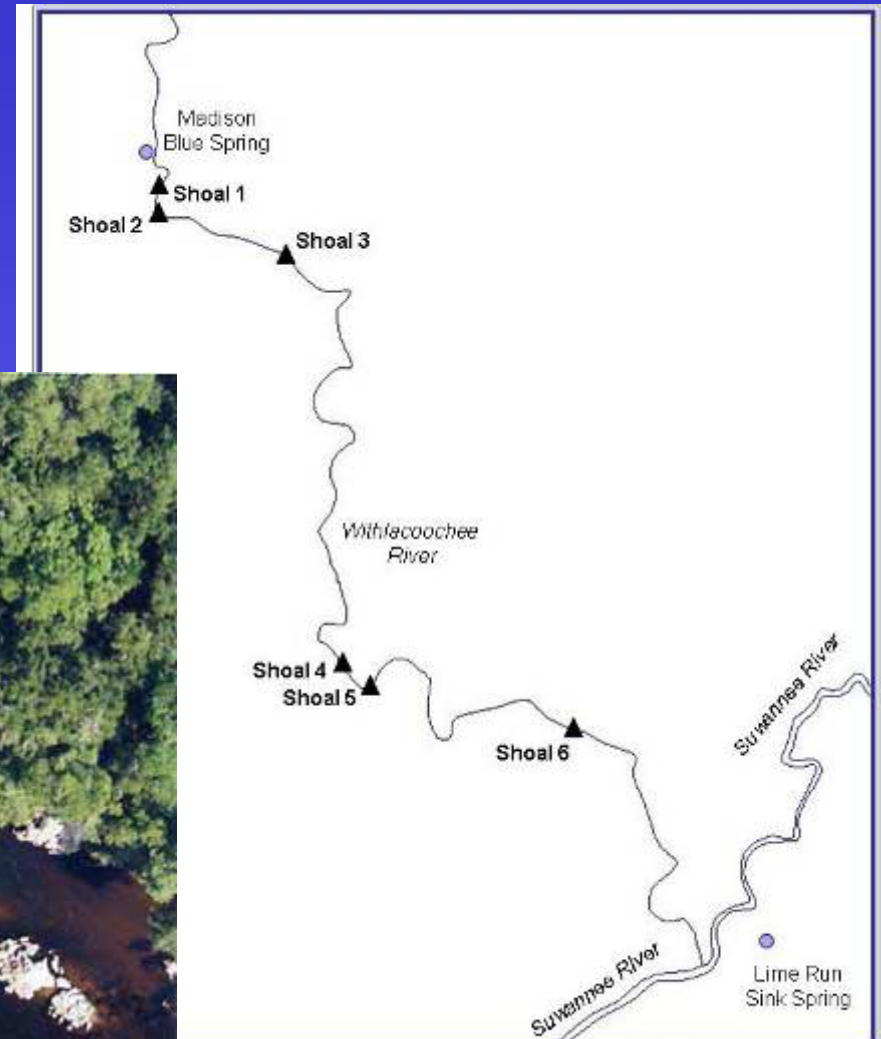 Madison
Blue Spring
Shoal 1
Shoal 2
Shoal 3
Withlacoochee
River
Shoal 4
Shoal 5
Shoal 6
Suwannee River
Suwannee River
Lime Run
Sink Spring